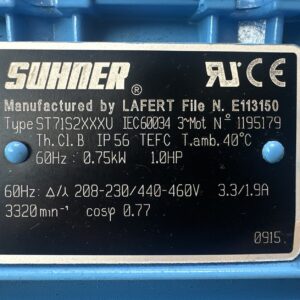 SUHNER
Manufactured by LAFERT File N. E113150
Type ST71S2XXXU IEC60034 3~Mot Nº 1195179
Th.Cl.B IP56 TEFC T.amb. 40°C
60Hz: 0.75kW 1.0HP
60Hz: Δ/⅄ 208-230/440-460V 3.3/1.9A
3320 min⁻¹ cosφ 0.77
0915.